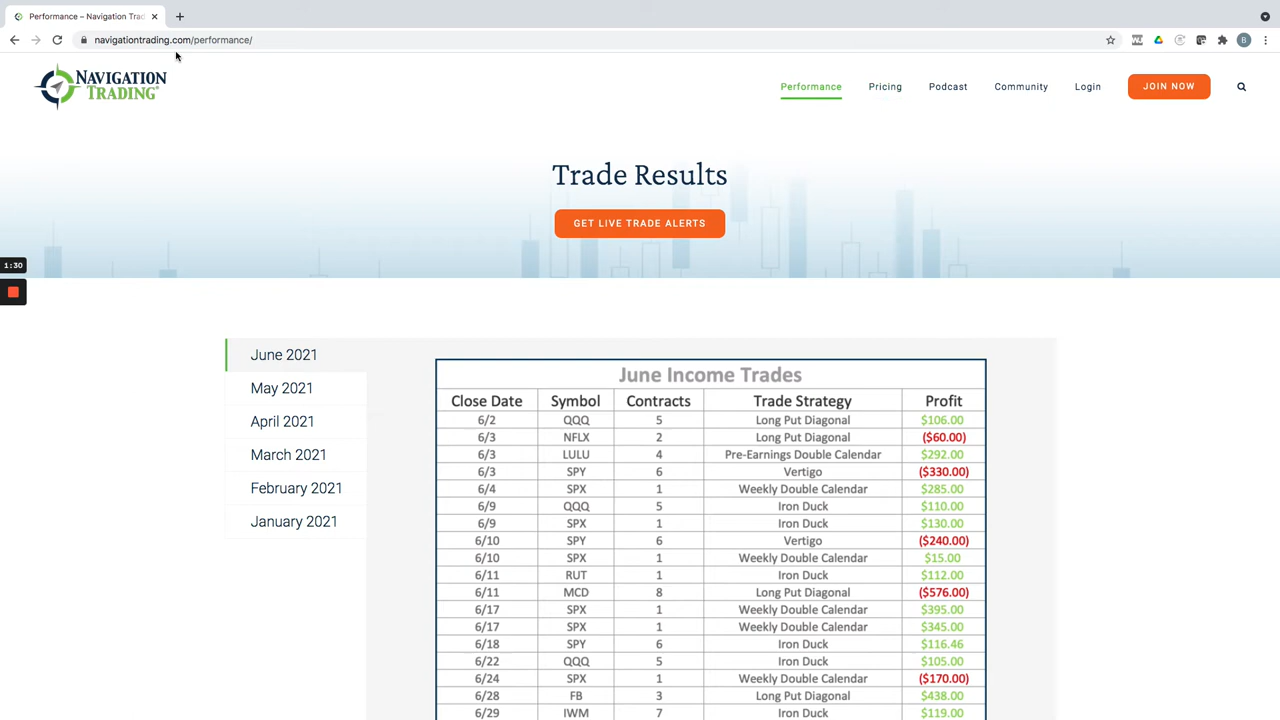 Performance – Navigation Trad
navigationtrading.com/performance/
B
NAVIGATION
TRADING®
Performance
Pricing
Podcast
Community
Login
JOIN NOW
Trade Results
GET LIVE TRADE ALERTS
1:30
June 2021
May 2021
April 2021
March 2021
February 2021
January 2021
June Income Trades
Close Date Symbol Contracts Trade Strategy Profit
6/2 QQQ 5 Long Put Diagonal $106.00
6/3 NFLX 2 Long Put Diagonal ($60.00)
6/3 LULU 4 Pre-Earnings Double Calendar $292.00
6/3 SPY 6 Vertigo ($330.00)
6/4 SPX 1 Weekly Double Calendar $285.00
6/9 QQQ 5 Iron Duck $110.00
6/9 SPX 1 Iron Duck $130.00
6/10 SPY 6 Vertigo ($240.00)
6/10 SPX 1 Weekly Double Calendar $15.00
6/11 RUT 1 Iron Duck $112.00
6/11 MCD 8 Long Put Diagonal ($576.00)
6/17 SPX 1 Weekly Double Calendar $395.00
6/17 SPX 1 Weekly Double Calendar $345.00
6/18 SPY 6 Iron Duck $116.46
6/22 QQQ 5 Iron Duck $105.00
6/24 SPX 1 Weekly Double Calendar ($170.00)
6/28 FB 3 Long Put Diagonal $438.00
6/29 IWM 7 Iron Duck $119.00